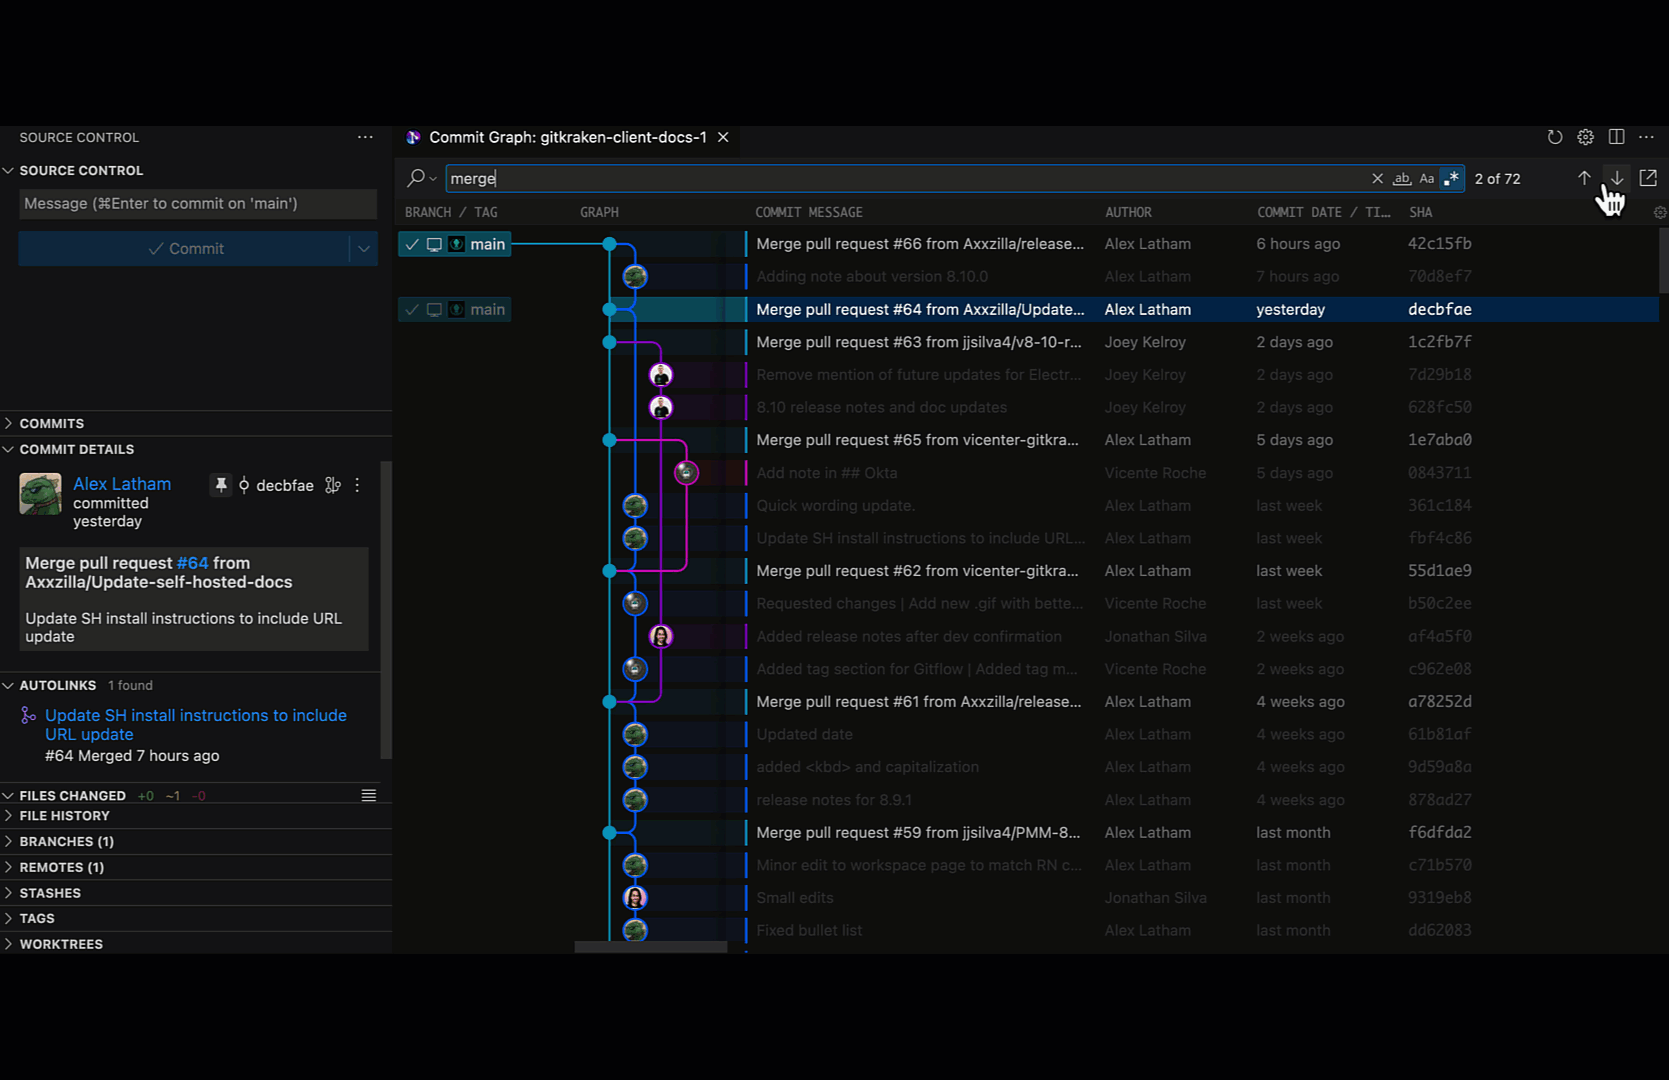 SOURCE CONTROL
SOURCE CONTROL
Message (⌘Enter to commit on 'main')
Commit
COMMITS
COMMIT DETAILS
Alex Latham
committed
yesterday
decbfae
Merge pull request #64 from
Axxzilla/Update-self-hosted-docs
Update SH install instructions to include URL
update
AUTOLINKS 1 found
Update SH install instructions to include
URL update
#64 Merged 7 hours ago
FILES CHANGED +0 ~1 -0
FILE HISTORY
BRANCHES (1)
REMOTES (1)
STASHES
TAGS
WORKTREES
Commit Graph: gitkraken-client-docs-1
merge ab Aa .* 2 of 72
BRANCH / TAG GRAPH COMMIT MESSAGE AUTHOR COMMIT DATE / TI... SHA
main Merge pull request #66 from Axxzilla/release... Alex Latham 6 hours ago 42c15fb
Adding note about version 8.10.0 Alex Latham 7 hours ago 70d8ef7
main Merge pull request #64 from Axxzilla/Update... Alex Latham yesterday decbfae
Merge pull request #63 from jjsilva4/v8-10-r... Joey Kelroy 2 days ago 1c2fb7f
Remove mention of future updates for Electr... Joey Kelroy 2 days ago 7d29b18
8.10 release notes and doc updates Joey Kelroy 2 days ago 628fc50
Merge pull request #65 from vicenter-gitkra... Alex Latham 5 days ago 1e7aba0
Add note in ## Okta Vicente Roche 5 days ago 0843711
Quick wording update. Alex Latham last week 361c184
Update SH install instructions to include URL... Alex Latham last week fbf4c86
Merge pull request #62 from vicenter-gitkra... Alex Latham last week 55d1ae9
Requested changes | Add new .gif with bette... Vicente Roche last week b50c2ee
Added release notes after dev confirmation Jonathan Silva 2 weeks ago af4a5f0
Added tag section for Gitflow | Added tag m... Vicente Roche 2 weeks ago c962e08
Merge pull request #61 from Axxzilla/release... Alex Latham 4 weeks ago a78252d
Updated date Alex Latham 4 weeks ago 61b81af
added <kbd> and capitalization Alex Latham 4 weeks ago 9d59a8a
release notes for 8.9.1 Alex Latham 4 weeks ago 878ad27
Merge pull request #59 from jjsilva4/PMM-8... Alex Latham last month f6dfda2
Minor edit to workspace page to match RN c... Alex Latham last month c71b570
Small edits Jonathan Silva last month 9319eb8
Fixed bullet list Alex Latham last month dd62083